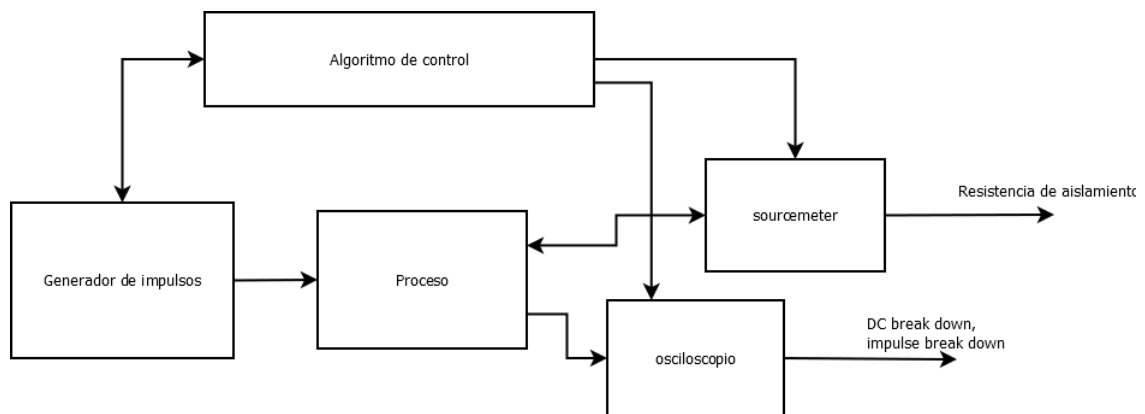 Algoritmo de control
sourcemeter
Resistencia de aislamiento
Generador de impulsos
Proceso
osciloscopio
DC break down,
impulse break down